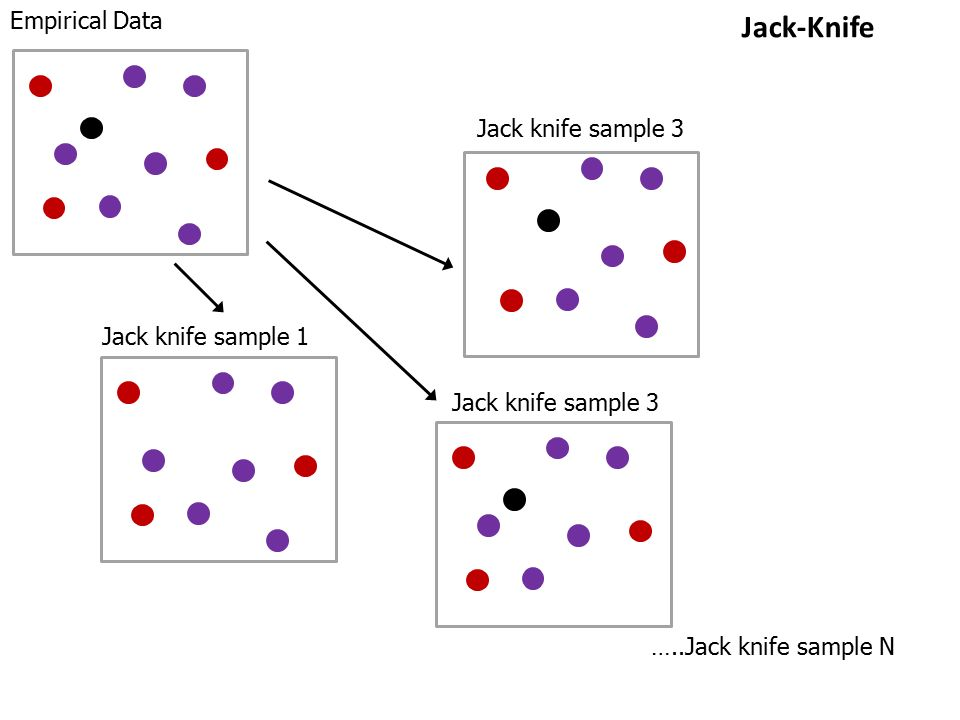 Empirical Data
Jack-Knife
Jack knife sample 3
Jack knife sample 1
Jack knife sample 3
…..Jack knife sample N